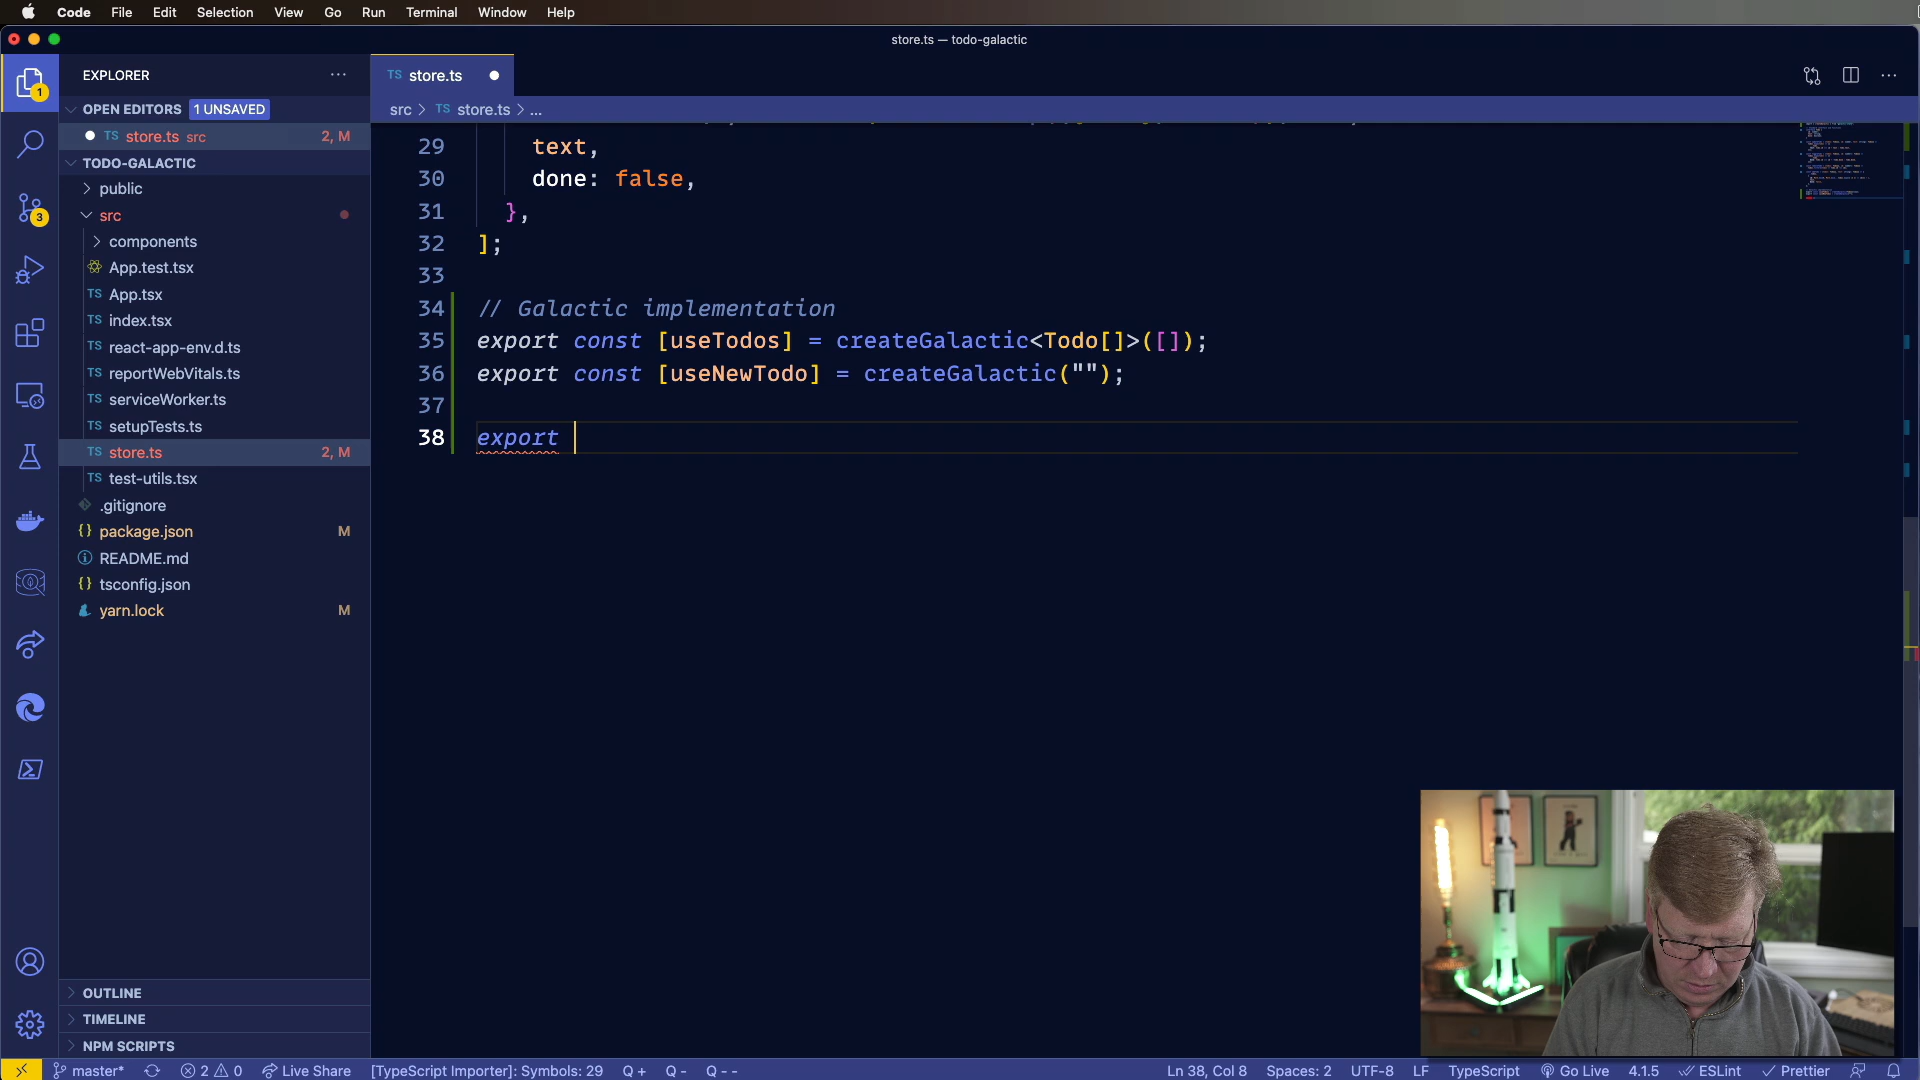 Code File Edit Selection View Go Run Terminal Window Help
store.ts — todo-galactic
EXPLORER
TS store.ts
1
OPEN EDITORS 1 UNSAVED
src > TS store.ts > ...
TS store.ts src 2, M
TODO-GALACTIC
public
src
3
components
App.test.tsx
TS App.tsx
TS index.tsx
TS react-app-env.d.ts
TS reportWebVitals.ts
TS serviceWorker.ts
TS setupTests.ts
TS store.ts 2, M
TS test-utils.tsx
.gitignore
{} package.json M
README.md
{} tsconfig.json
yarn.lock M
29 text,
30 done: false,
31 },
32 ];
33
34 // Galactic implementation
35 export const [useTodos] = createGalactic<Todo[]>([]);
36 export const [useNewTodo] = createGalactic("");
37
38 export
OUTLINE
TIMELINE
NPM SCRIPTS
master* 2 0 Live Share [TypeScript Importer]: Symbols: 29 Q + Q - Q - - Ln 38, Col 8 Spaces: 2 UTF-8 LF TypeScript Go Live 4.1.5 ESLint Prettier